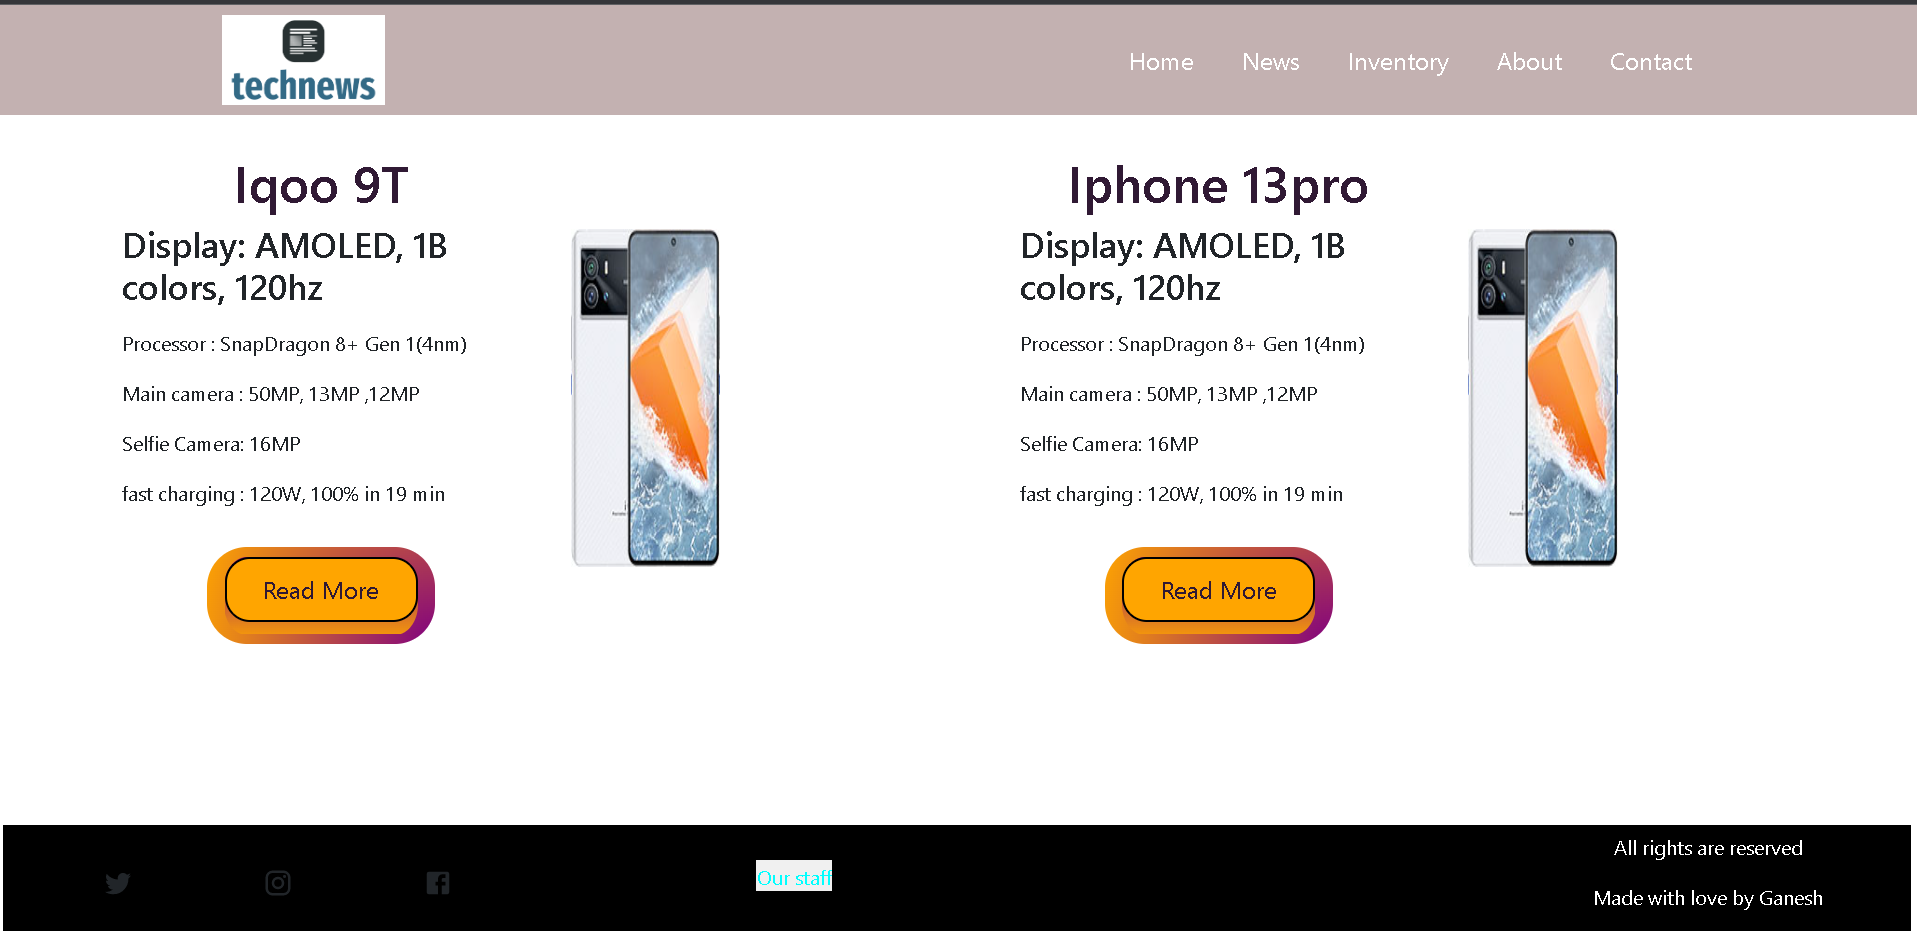 technews
Home News Inventory About Contact
Iqoo 9T
Display: AMOLED, 1B
colors, 120hz
Processor : SnapDragon 8+ Gen 1(4nm)
Main camera : 50MP, 13MP ,12MP
Selfie Camera: 16MP
fast charging : 120W, 100% in 19 min
Read More
Iphone 13pro
Display: AMOLED, 1B
colors, 120hz
Processor : SnapDragon 8+ Gen 1(4nm)
Main camera : 50MP, 13MP ,12MP
Selfie Camera: 16MP
fast charging : 120W, 100% in 19 min
Read More
Our staff
All rights are reserved
Made with love by Ganesh